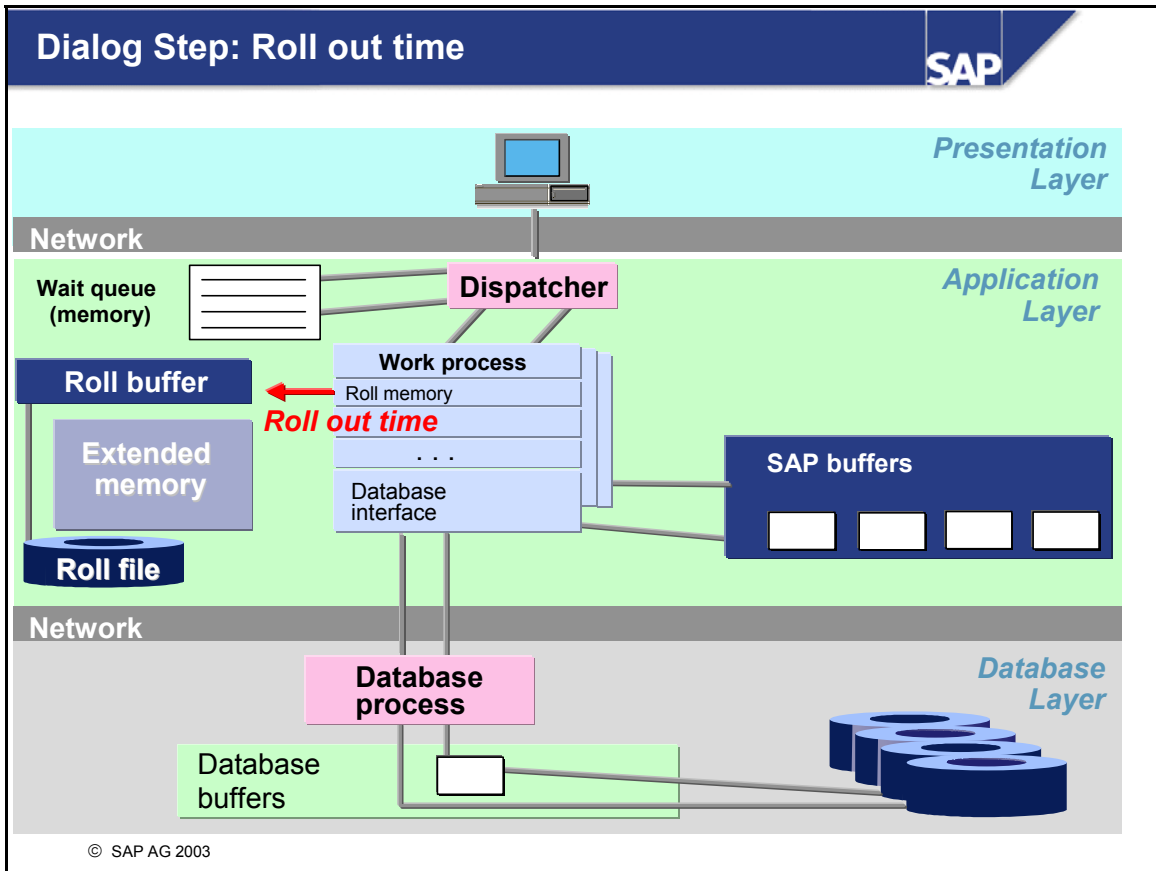 Dialog Step: Roll out time
SAP
Presentation
Layer
Network
Wait queue
(memory)
Dispatcher
Application
Layer
Work process
Roll buffer
Roll memory
Roll out time
Extended
memory
. . .
SAP buffers
Database
interface
Roll file
Network
Database
process
Database
Layer
Database
buffers
© SAP AG 2003